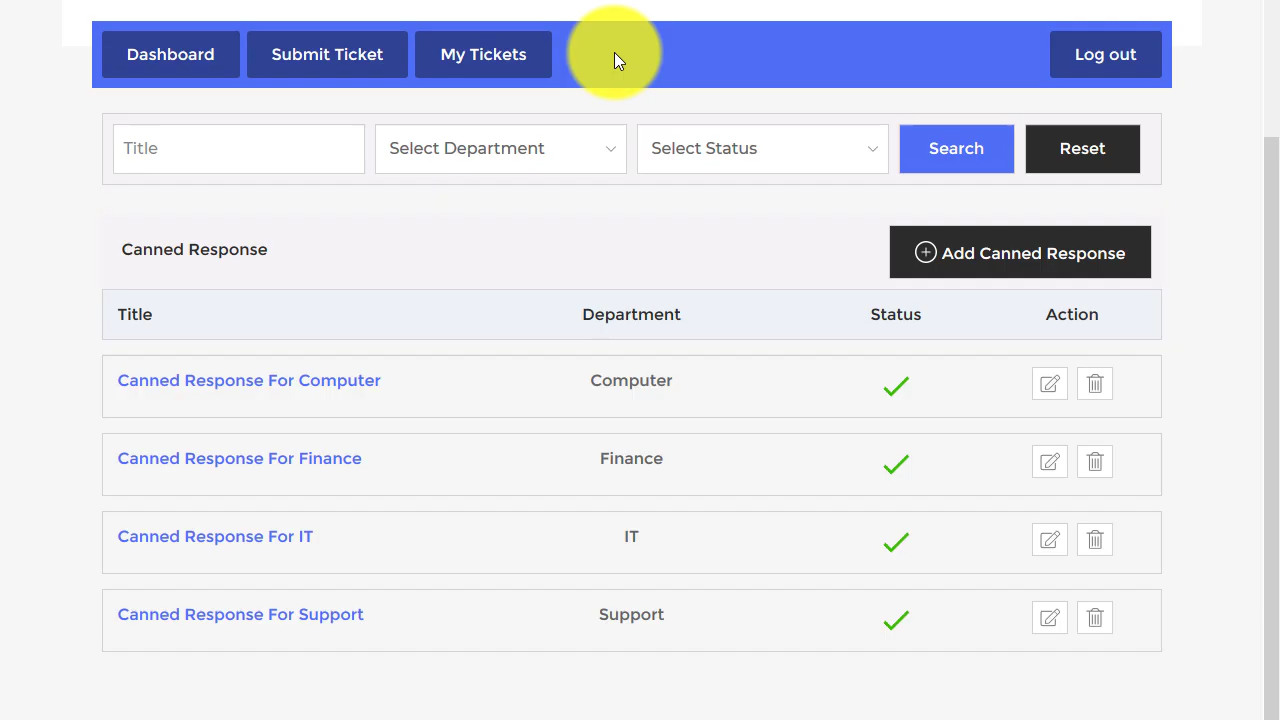 Dashboard Submit Ticket My Tickets Log out
Title Select Department Select Status Search Reset
Canned Response Add Canned Response
Title Department Status Action
Canned Response For Computer Computer
Canned Response For Finance Finance
Canned Response For IT IT
Canned Response For Support Support